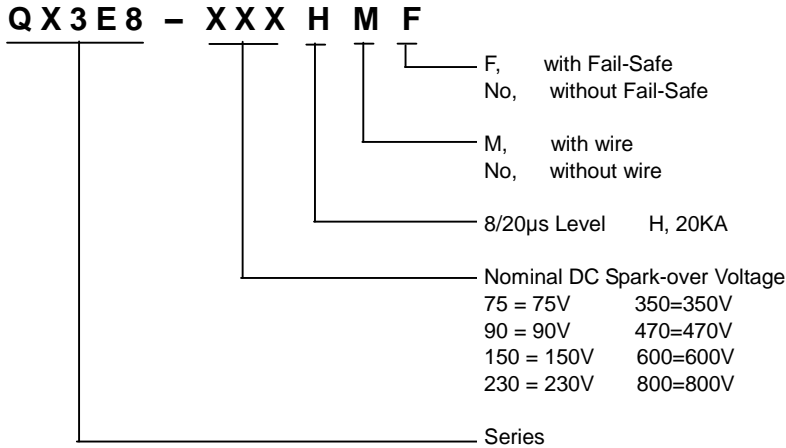 QX3E8 – XXX H M F
F, with Fail-Safe
No, without Fail-Safe
M, with wire
No, without wire
8/20µs Level H, 20KA
Nominal DC Spark-over Voltage
75 = 75V 350=350V
90 = 90V 470=470V
150 = 150V 600=600V
230 = 230V 800=800V
Series